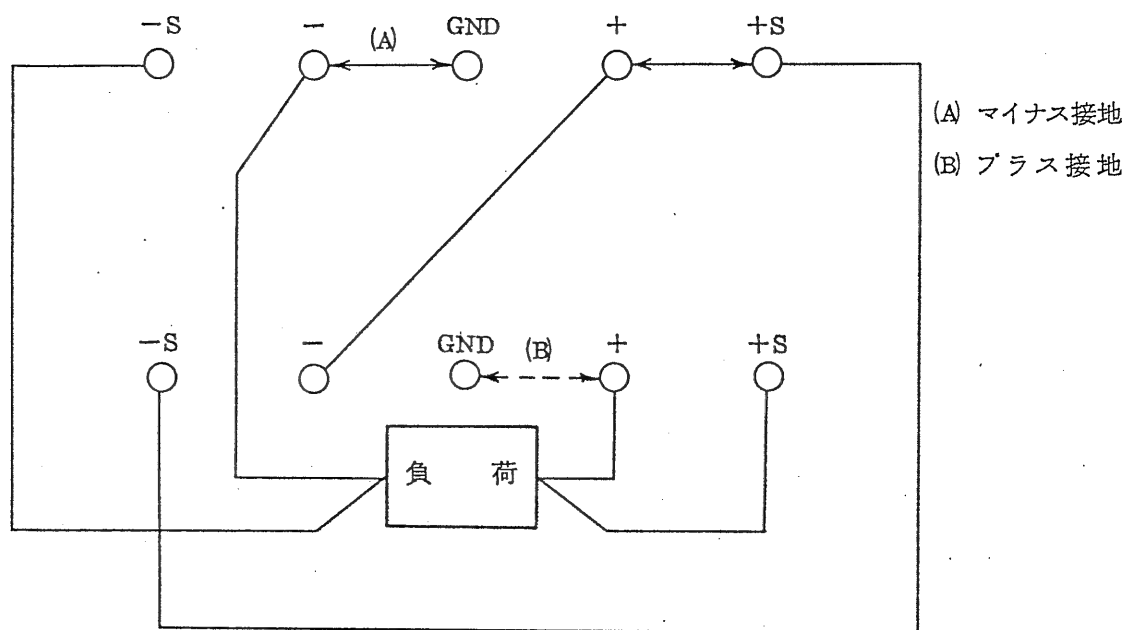 −S − (A) GND + +S
(A) マイナス接地
(B) プラス接地
−S − GND (B) + +S
負 荷